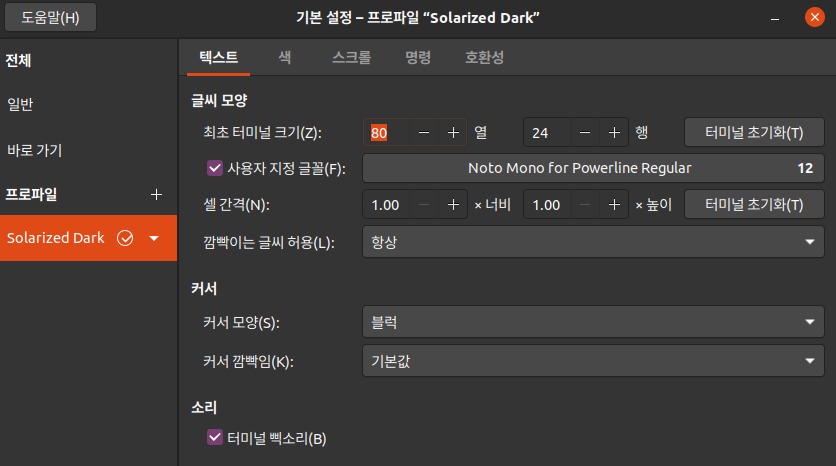 도움말(H) 기본 설정 – 프로파일 “Solarized Dark”
전체
일반
바로 가기
프로파일 +
Solarized Dark
텍스트 색 스크롤 명령 호환성
글씨 모양
최초 터미널 크기(Z): 80 − + 열 24 − + 행 터미널 초기화(T)
사용자 지정 글꼴(F): Noto Mono for Powerline Regular 12
셀 간격(N): 1.00 − + × 너비 1.00 − + × 높이 터미널 초기화(T)
깜빡이는 글씨 허용(L): 항상
커서
커서 모양(S): 블럭
커서 깜빡임(K): 기본값
소리
터미널 삑소리(B)